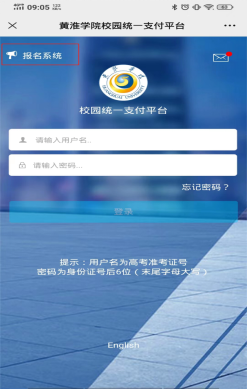 09:05
黄淮学院校园统一支付平台
报名系统
校园统一支付平台
请输入用户名.
请输入密码...
忘记密码？
登录
提示：用户名为高考准考证号
密码为身份证号后6位（末尾字母大写）
English